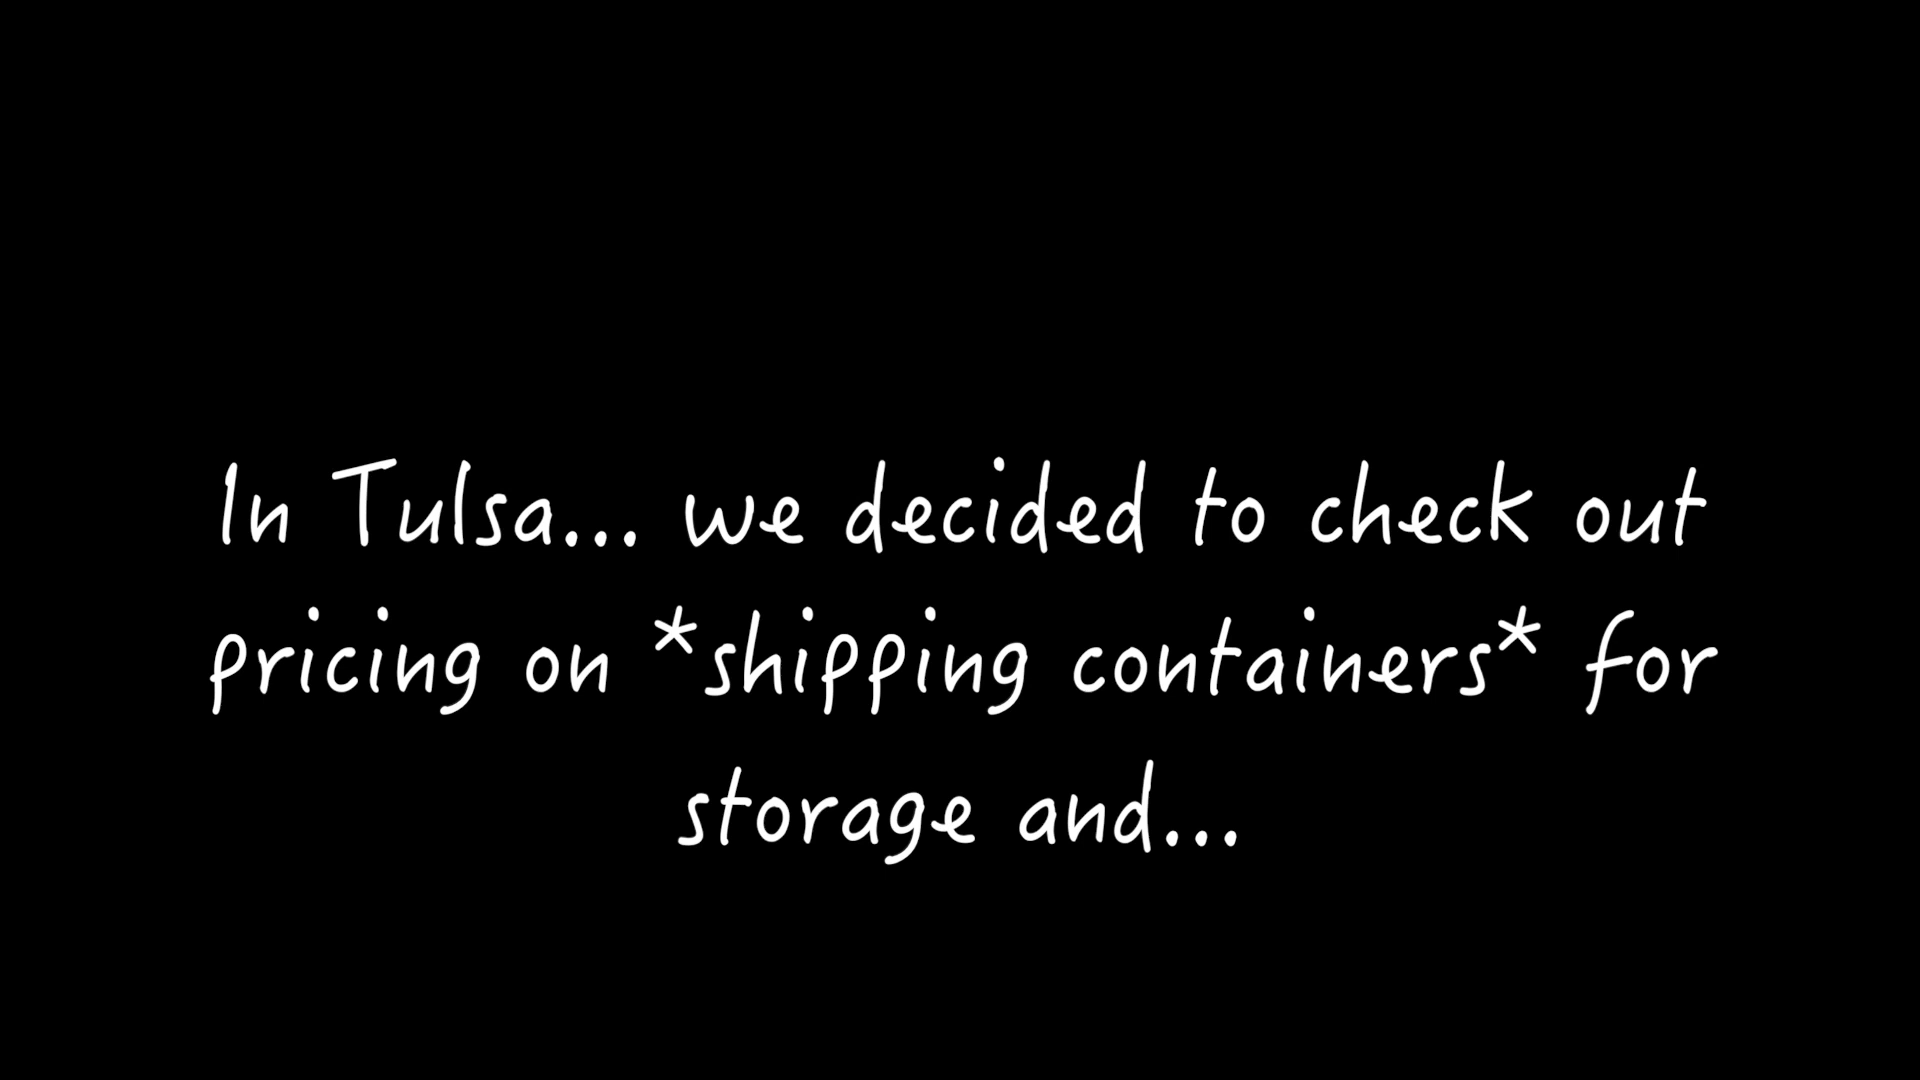 In Tulsa... we decided to check out
pricing on *shipping containers* for
storage and...